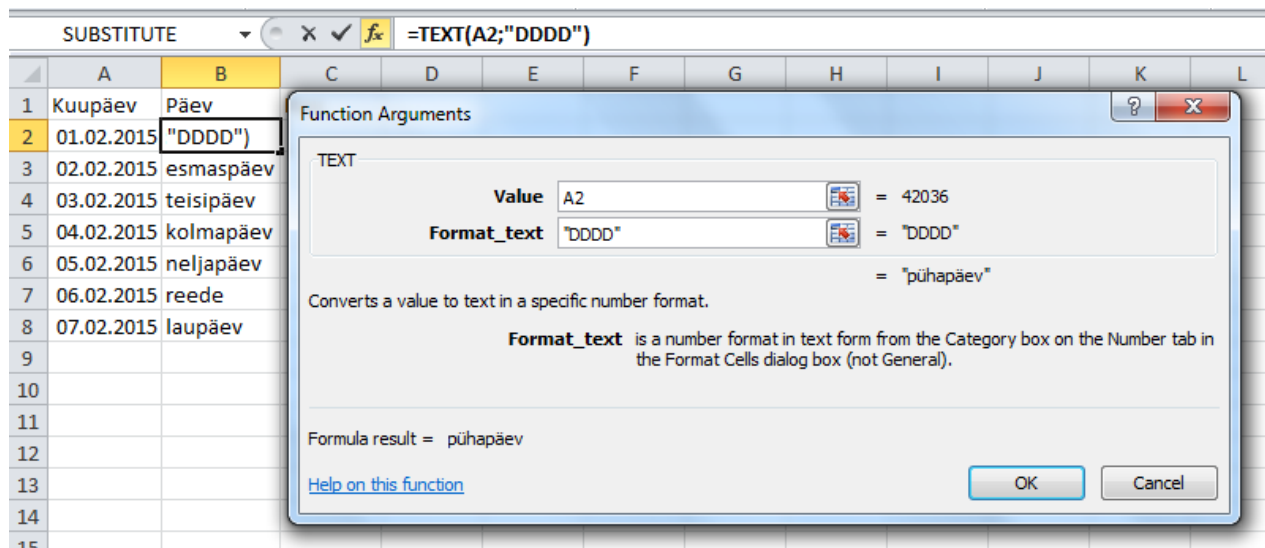 SUBSTITUTE =TEXT(A2;"DDDD")
A B C D E F G H I J K L
1 Kuupäev Päev
2 01.02.2015 "DDDD")
3 02.02.2015 esmaspäev
4 03.02.2015 teisipäev
5 04.02.2015 kolmapäev
6 05.02.2015 neljapäev
7 06.02.2015 reede
8 07.02.2015 laupäev
9
10
11
12
13
14
15
Function Arguments
TEXT
Value A2 = 42036
Format_text "DDDD" = "DDDD"
= "pühapäev"
Converts a value to text in a specific number format.
Format_text is a number format in text form from the Category box on the Number tab in
the Format Cells dialog box (not General).
Formula result = pühapäev
Help on this function OK Cancel